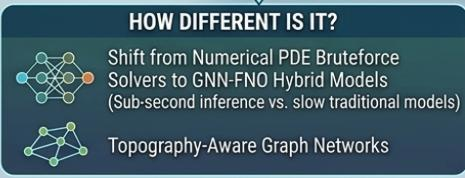 HOW DIFFERENT IS IT?
Shift from Numerical PDE Bruteforce
Solvers to GNN-FNO Hybrid Models
(Sub-second inference vs. slow traditional models)
Topography-Aware Graph Networks